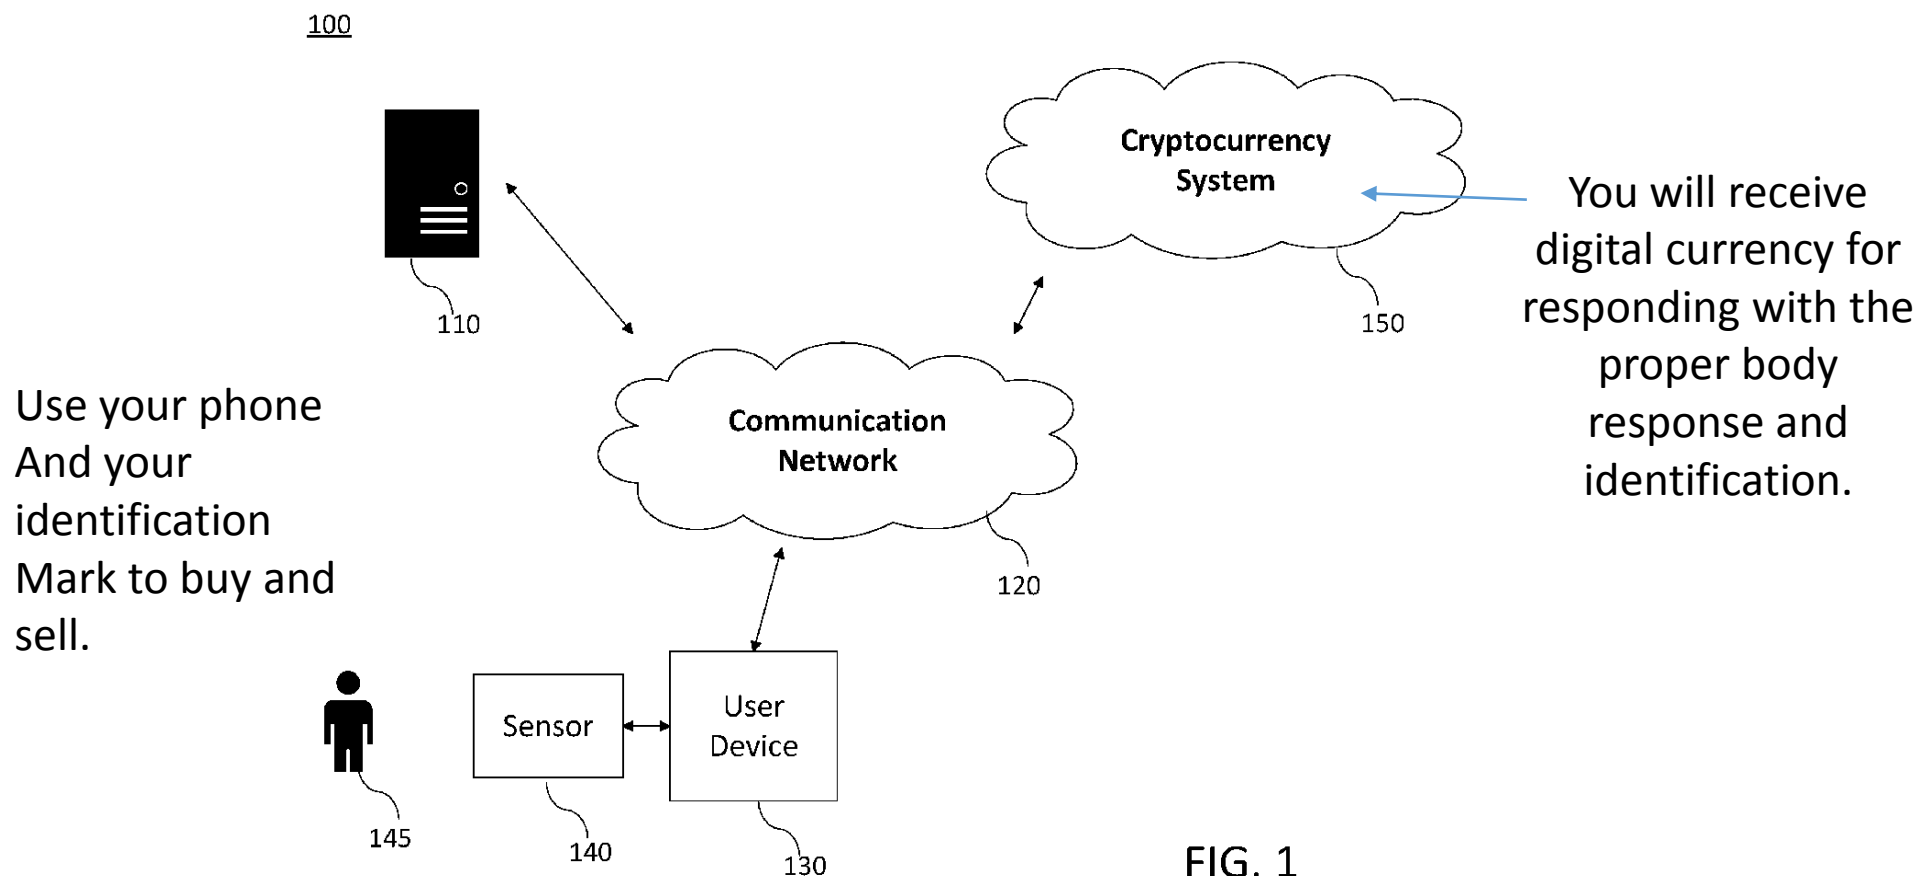 100
Cryptocurrency
System
150
110
You will receive
digital currency for
responding with the
proper body
response and
identification.
Use your phone
And your
identification
Mark to buy and
sell.
Communication
Network
120
Sensor
User
Device
145
140
130
FIG. 1